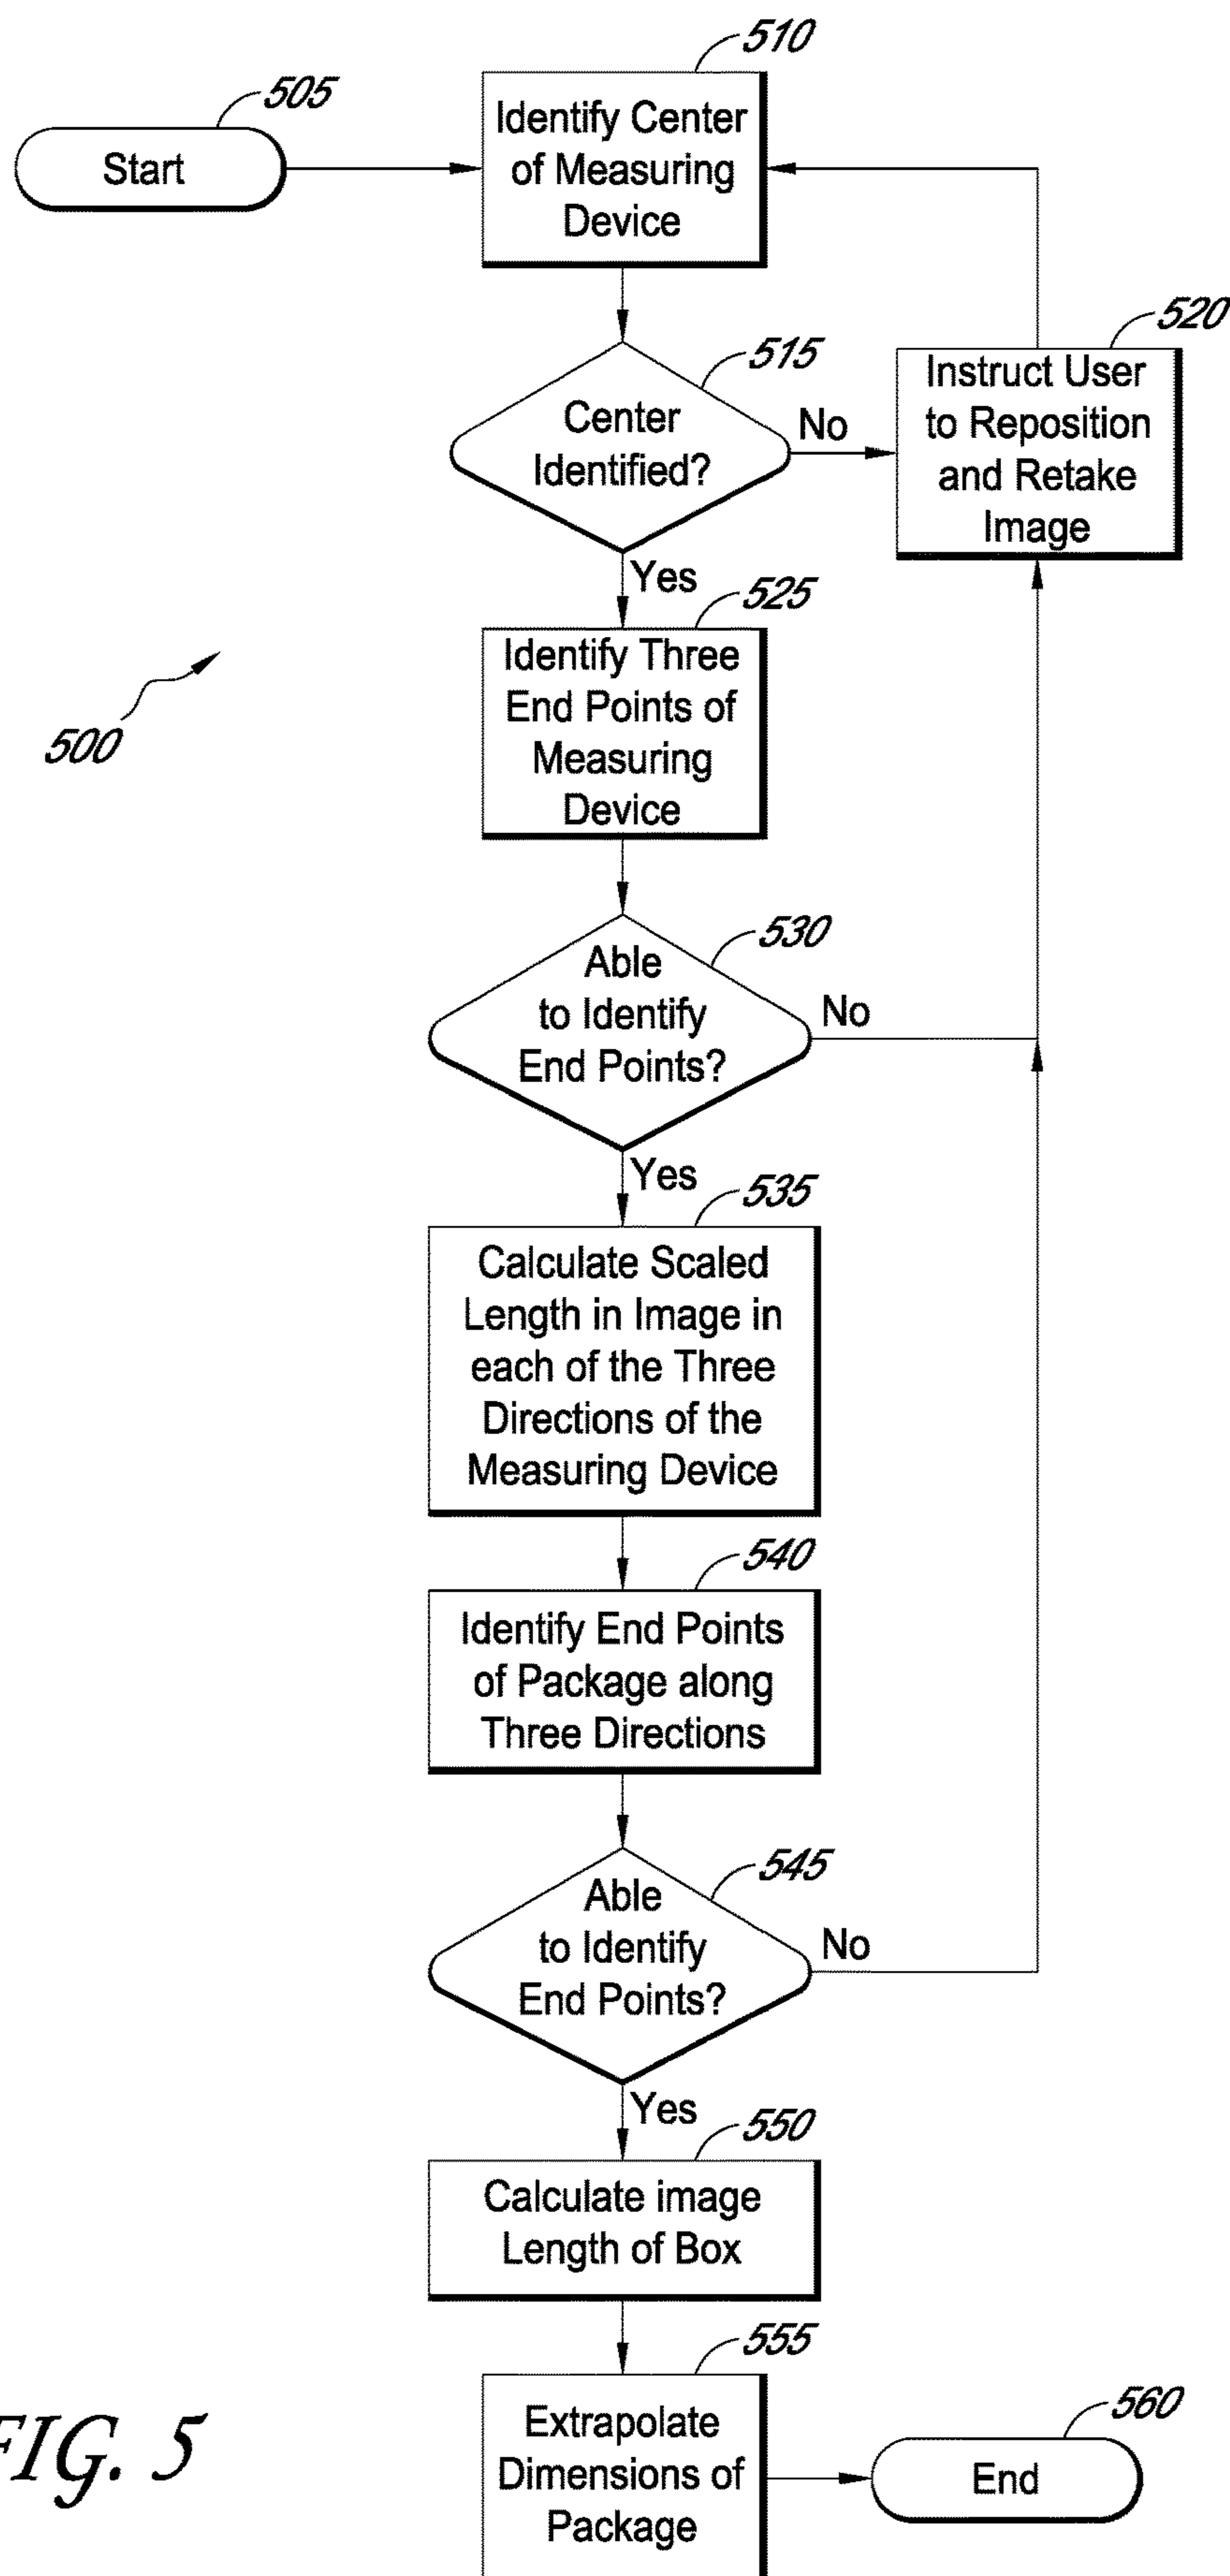 510
505
Start
Identify Center
of Measuring
Device
515
Center
Identified?
No
520
Instruct User
to Reposition
and Retake
Image
Yes
525
Identify Three
End Points of
Measuring
Device
500
530
Able
to Identify
End Points?
No
Yes
535
Calculate Scaled
Length in Image in
each of the Three
Directions of the
Measuring Device
540
Identify End Points
of Package along
Three Directions
545
Able
to Identify
End Points?
No
Yes
550
Calculate image
Length of Box
555
Extrapolate
Dimensions of
Package
560
End
FIG. 5